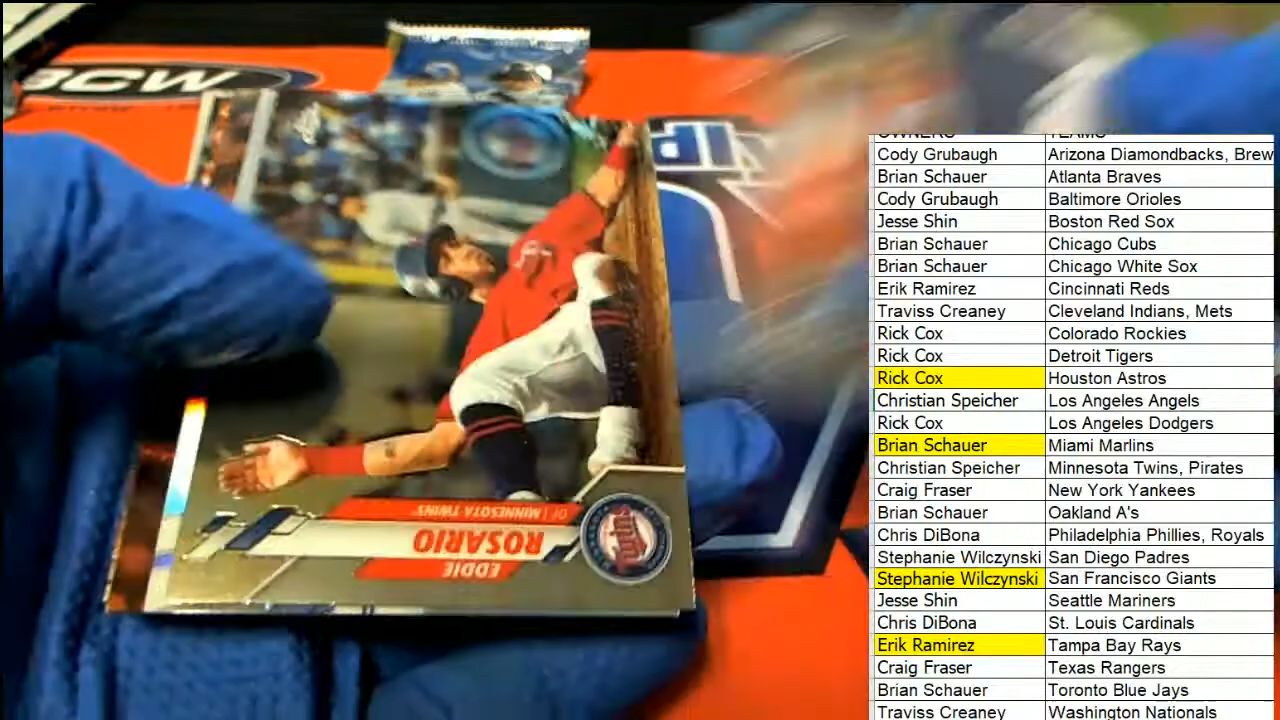 BCW
OWNERS TEAMS
Cody Grubaugh Arizona Diamondbacks, Brew
Brian Schauer Atlanta Braves
Cody Grubaugh Baltimore Orioles
Jesse Shin Boston Red Sox
Brian Schauer Chicago Cubs
Brian Schauer Chicago White Sox
Erik Ramirez Cincinnati Reds
Traviss Creaney Cleveland Indians, Mets
Rick Cox Colorado Rockies
Rick Cox Detroit Tigers
Rick Cox Houston Astros
Christian Speicher Los Angeles Angels
Rick Cox Los Angeles Dodgers
Brian Schauer Miami Marlins
Christian Speicher Minnesota Twins, Pirates
Craig Fraser New York Yankees
Brian Schauer Oakland A's
Chris DiBona Philadelphia Phillies, Royals
Stephanie Wilczynski San Diego Padres
Stephanie Wilczynski San Francisco Giants
Jesse Shin Seattle Mariners
Chris DiBona St. Louis Cardinals
Erik Ramirez Tampa Bay Rays
Craig Fraser Texas Rangers
Brian Schauer Toronto Blue Jays
Traviss Creaney Washington Nationals
EDDIE
ROSARIO
OF | MINNESOTA TWINS
Twins